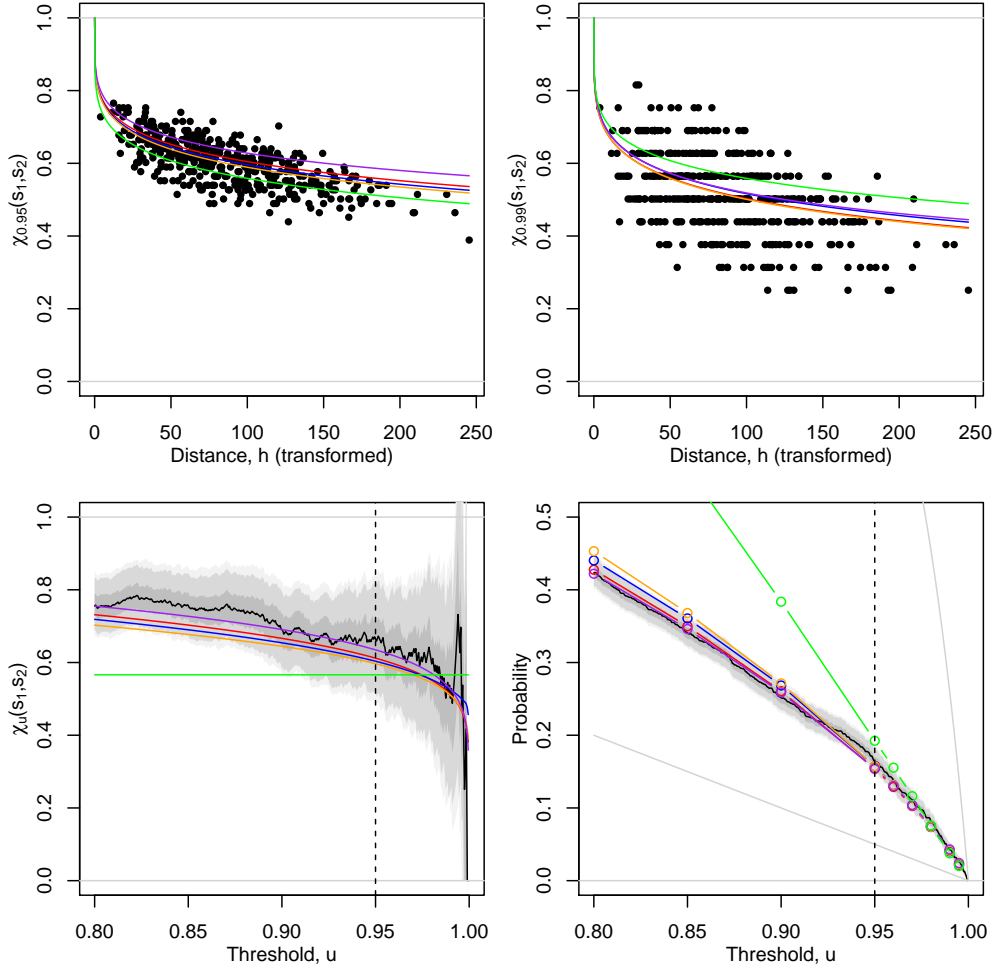 χ0.95(s1,s2)
0.0 0.2 0.4 0.6 0.8 1.0
0 50 100 150 200 250
Distance, h (transformed)
χ0.99(s1,s2)
0.0 0.2 0.4 0.6 0.8 1.0
0 50 100 150 200 250
Distance, h (transformed)
χu(s1,s2)
0.0 0.2 0.4 0.6 0.8 1.0
0.80 0.85 0.90 0.95 1.00
Threshold, u
Probability
0.0 0.1 0.2 0.3 0.4 0.5
0.80 0.85 0.90 0.95 1.00
Threshold, u